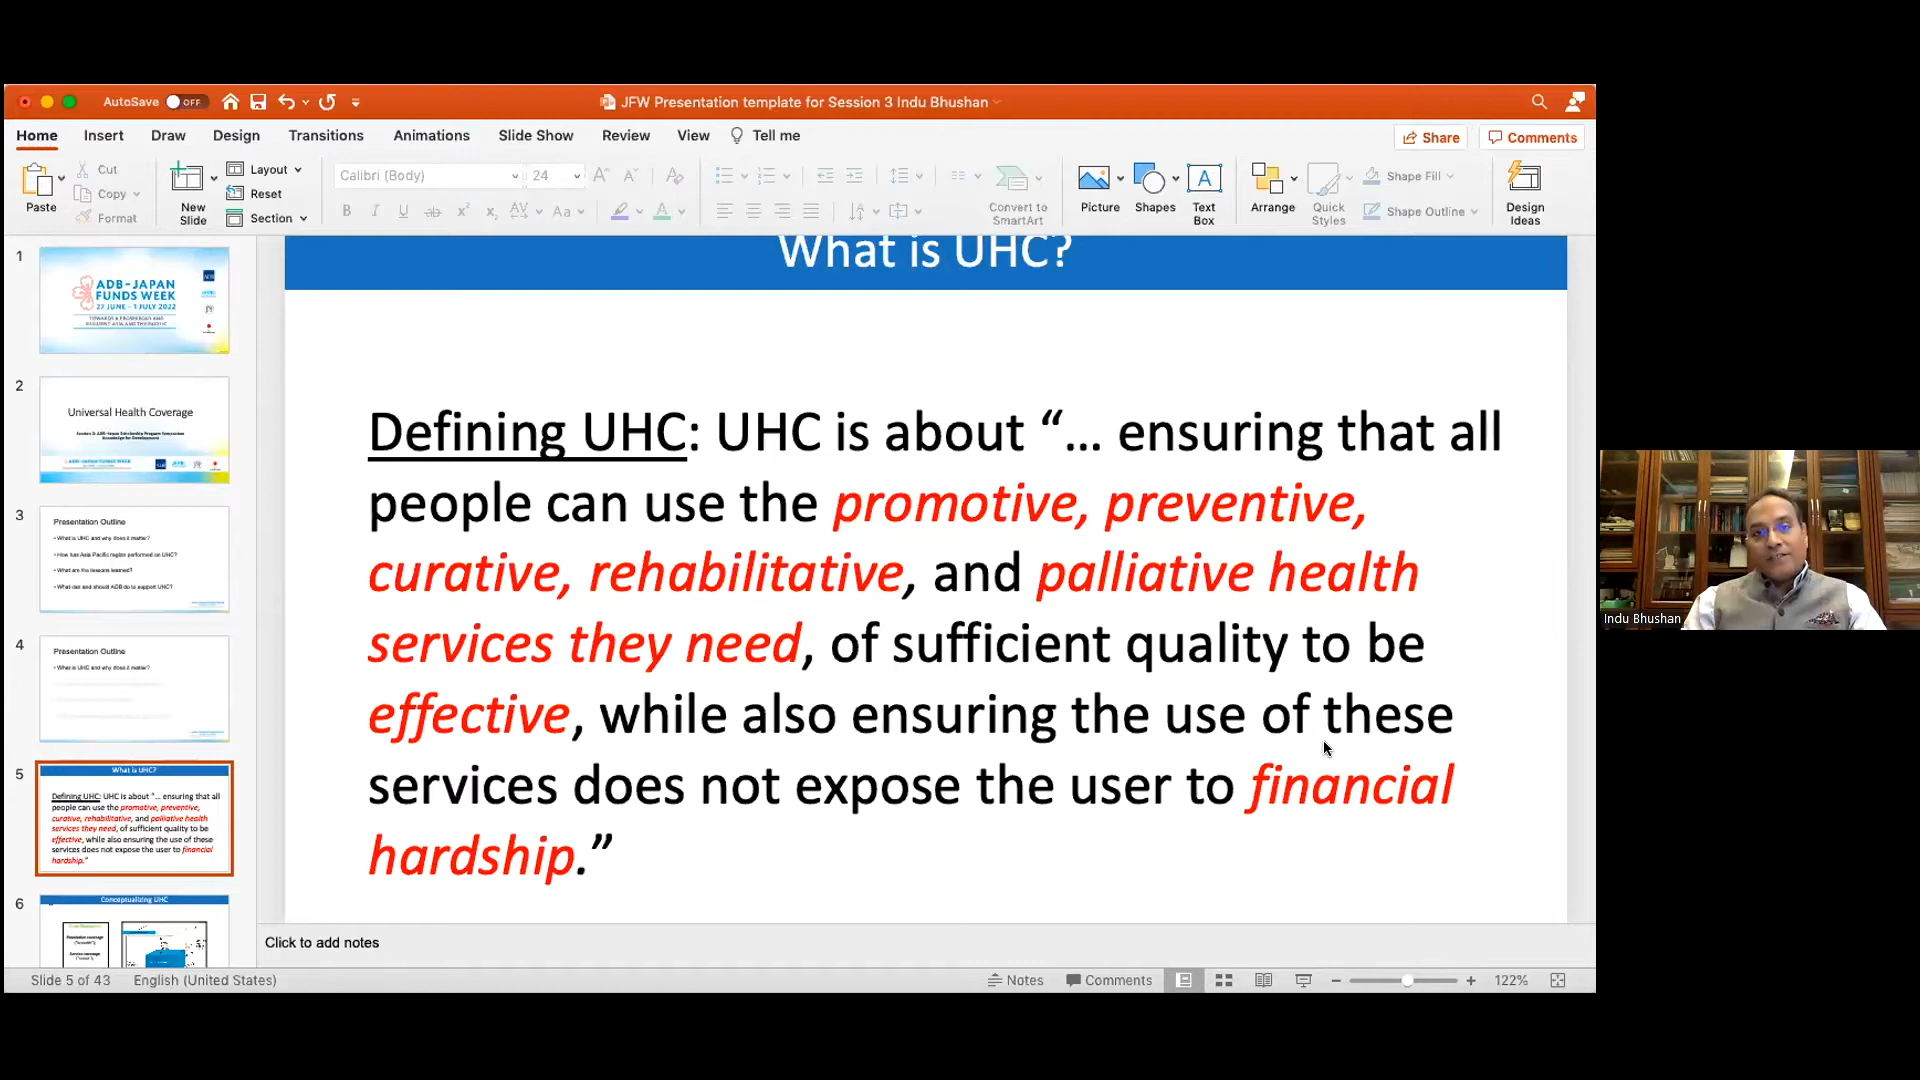 AutoSave OFF
JFW Presentation template for Session 3 Indu Bhushan
Home Insert Draw Design Transitions Animations Slide Show Review View Tell me
Share Comments
Paste
Cut
Copy
Format
New Slide
Layout
Reset
Section
Calibri (Body) 24
Convert to SmartArt
Picture Shapes Text Box
Arrange Quick Styles
Shape Fill
Shape Outline
Design Ideas
1
ADB-JAPAN
FUNDS WEEK
27 JUNE - 1 JULY 2022
TOWARDS A PROSPEROUS AND
RESILIENT ASIA AND THE PACIFIC
2
Universal Health Coverage
Session 3: ADB-Japan Scholarship Program Symposium
Knowledge for Development
3
Presentation Outline
• What is UHC and why does it matter?
• How has Asia Pacific region performed on UHC?
• What are the lessons learned?
• What can and should ADB do to support UHC?
4
Presentation Outline
• What is UHC and why does it matter?
5
What is UHC?
Defining UHC: UHC is about “... ensuring that all
people can use the promotive, preventive,
curative, rehabilitative, and palliative health
services they need, of sufficient quality to be
effective, while also ensuring the use of these
services does not expose the user to financial
hardship.”
6
Conceptualizing UHC
What is UHC?
Defining UHC: UHC is about “... ensuring that all
people can use the promotive, preventive,
curative, rehabilitative, and palliative health
services they need, of sufficient quality to be
effective, while also ensuring the use of these
services does not expose the user to financial
hardship.”
Click to add notes
Slide 5 of 43 English (United States)
Notes Comments 122%
Indu Bhushan